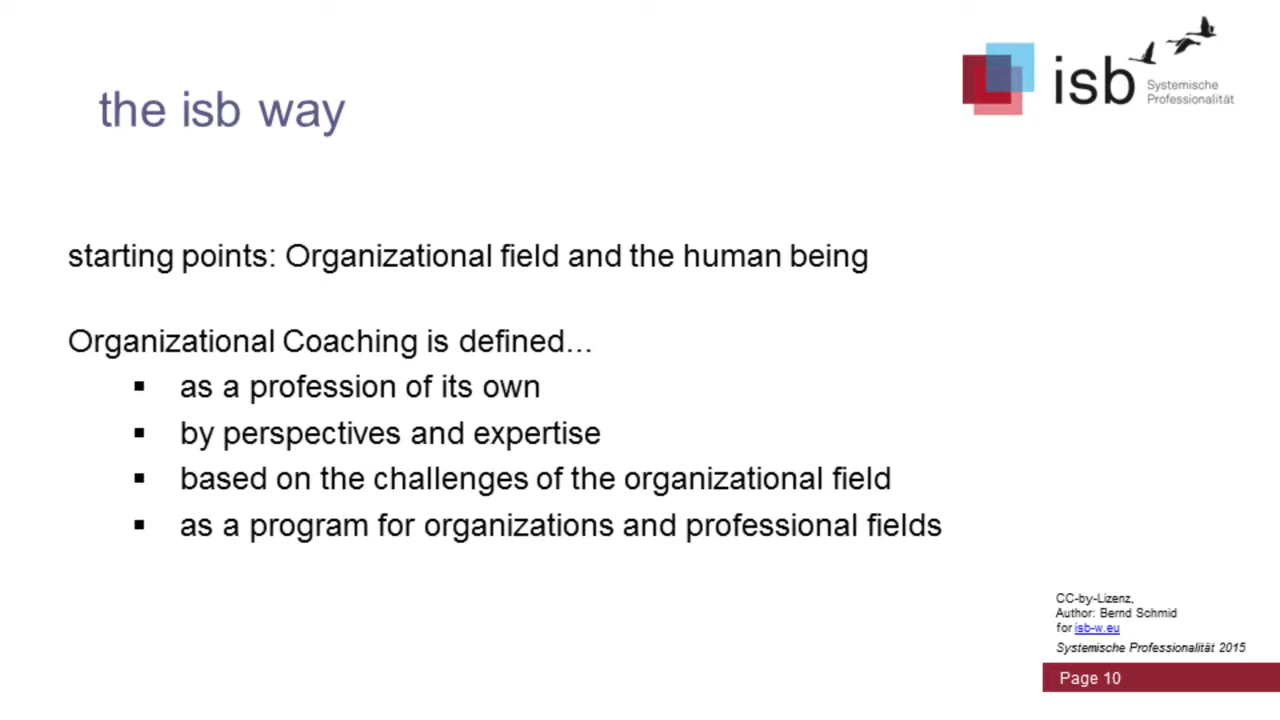 the isb way
isb
Systemische
Professionalität
starting points: Organizational field and the human being
Organizational Coaching is defined...
▪ as a profession of its own
▪ by perspectives and expertise
▪ based on the challenges of the organizational field
▪ as a program for organizations and professional fields
CC-by-Lizenz,
Author: Bernd Schmid
for isb-w.eu
Systemische Professionalität 2015
Page 10